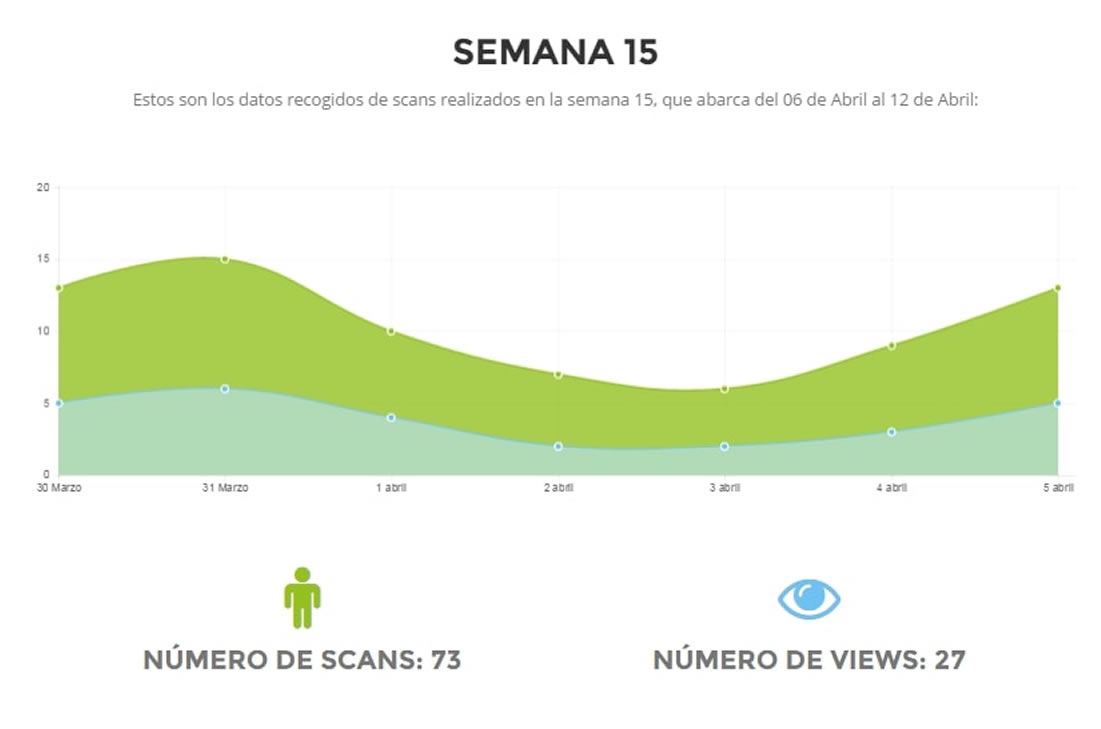 SEMANA 15
Estos son los datos recogidos de scans realizados en la semana 15, que abarca del 06 de Abril al 12 de Abril:
20
15
10
5
0
30 Marzo 31 Marzo 1 abril 2 abril 3 abril 4 abril 5 abril
NÚMERO DE SCANS: 73 NÚMERO DE VIEWS: 27